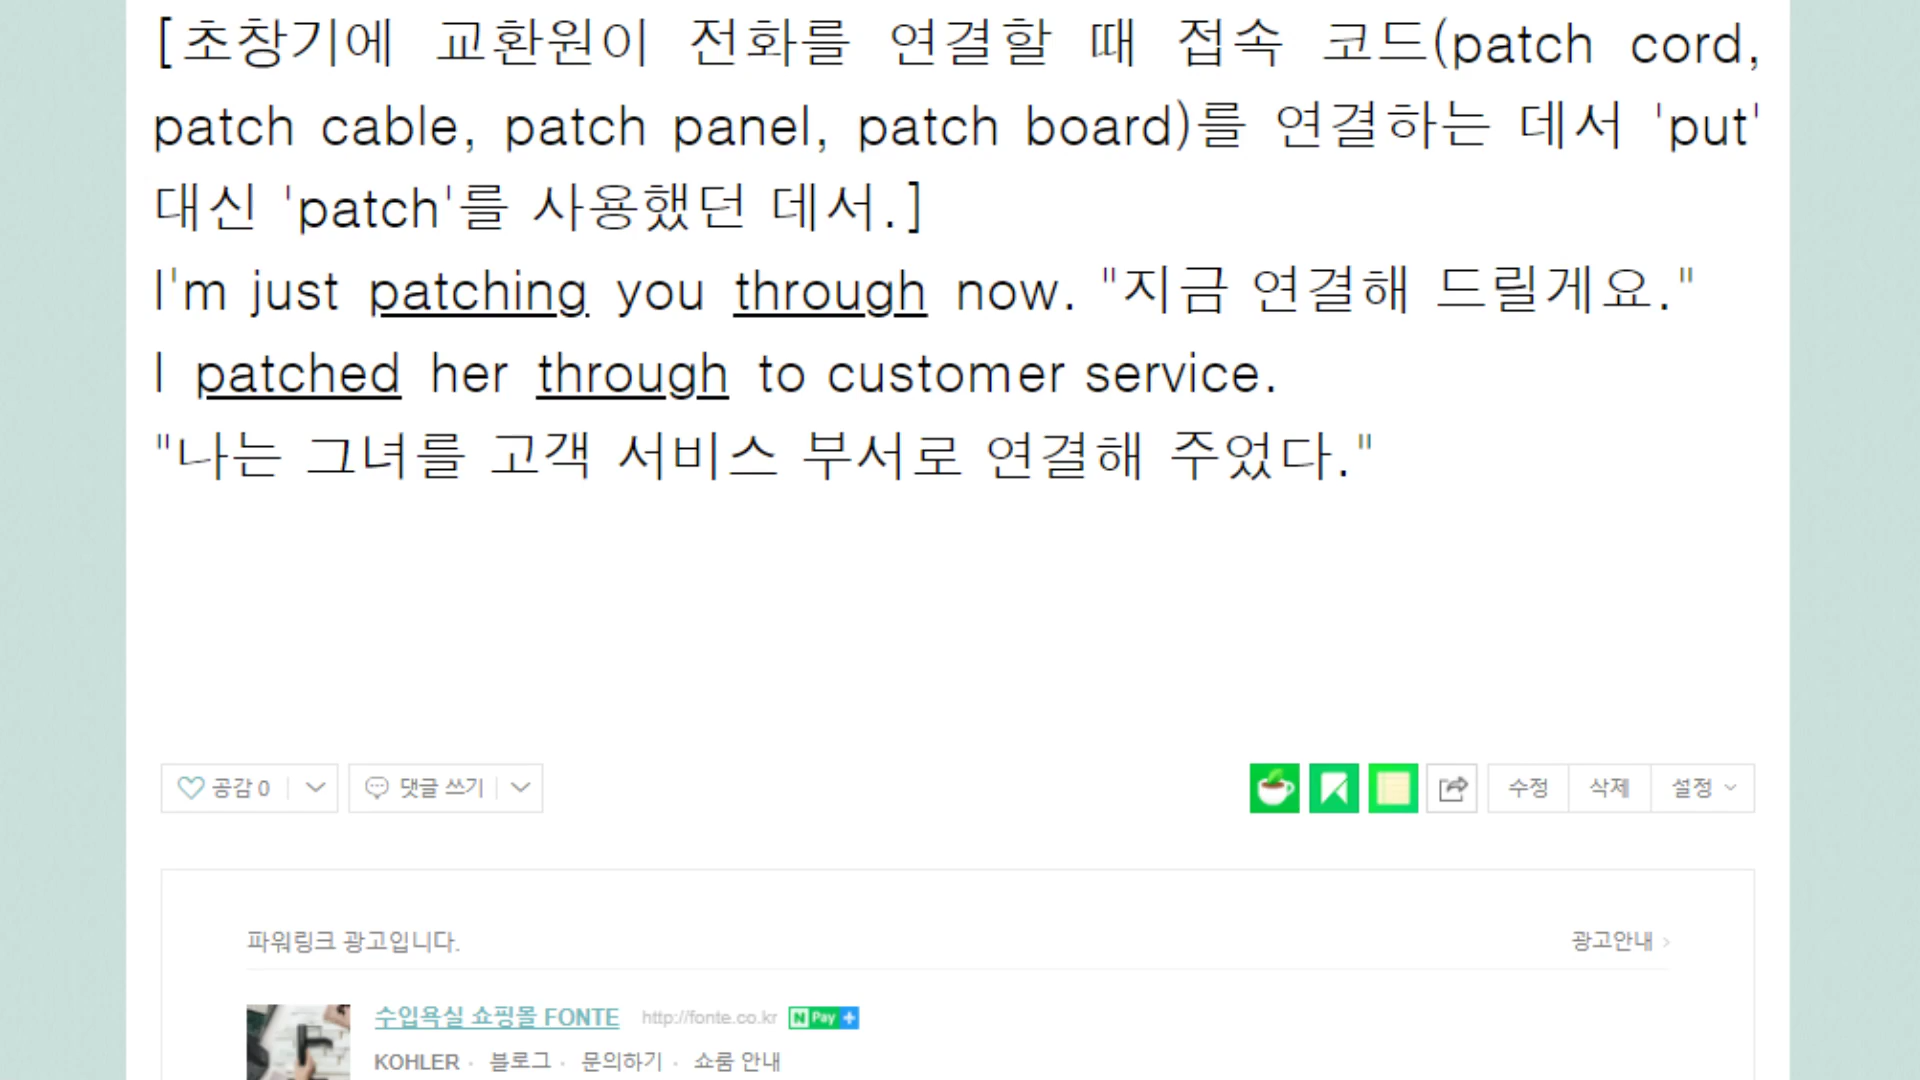 [초창기에 교환원이 전화를 연결할 때 접속 코드(patch cord,
patch cable, patch panel, patch board)를 연결하는 데서 'put'
대신 'patch'를 사용했던 데서.]
I'm just patching you through now. "지금 연결해 드릴게요."
I patched her through to customer service.
"나는 그녀를 고객 서비스 부서로 연결해 주었다."
공감 0 댓글 쓰기 수정 삭제 설정
파워링크 광고입니다. 광고안내
수입욕실 쇼핑몰 FONTE http://fonte.co.kr N Pay +
KOHLER · 블로그 · 문의하기 · 쇼룸 안내